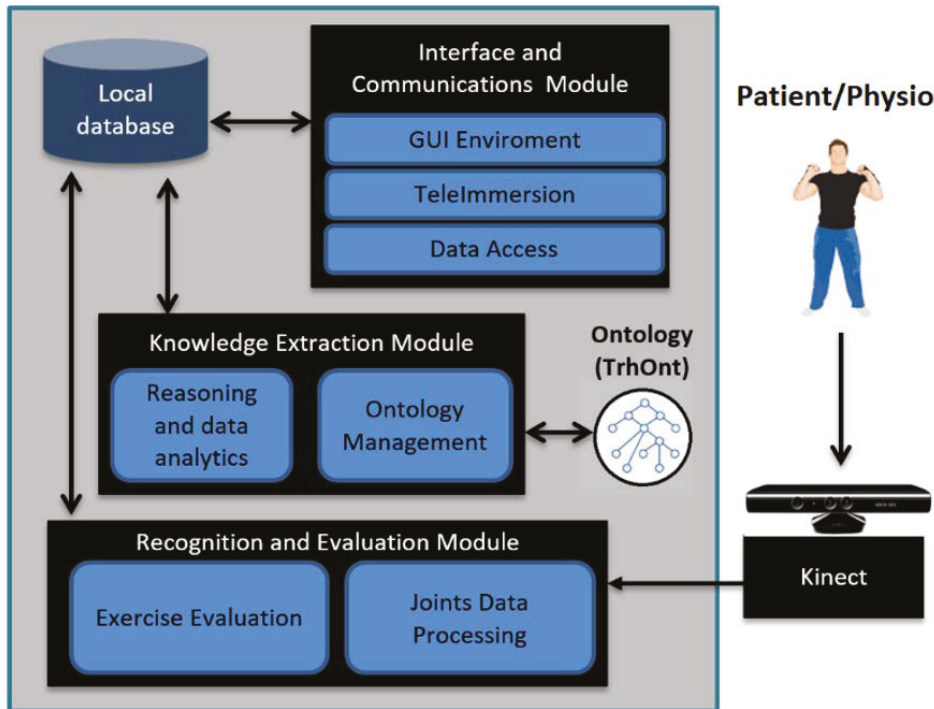 Local
database
Interface and
Communications Module
GUI Enviroment
TeleImmersion
Data Access
Patient/Physio
Knowledge Extraction Module
Reasoning
and data
analytics
Ontology
Management
Ontology
(TrhOnt)
Recognition and Evaluation Module
Exercise Evaluation
Joints Data
Processing
Kinect